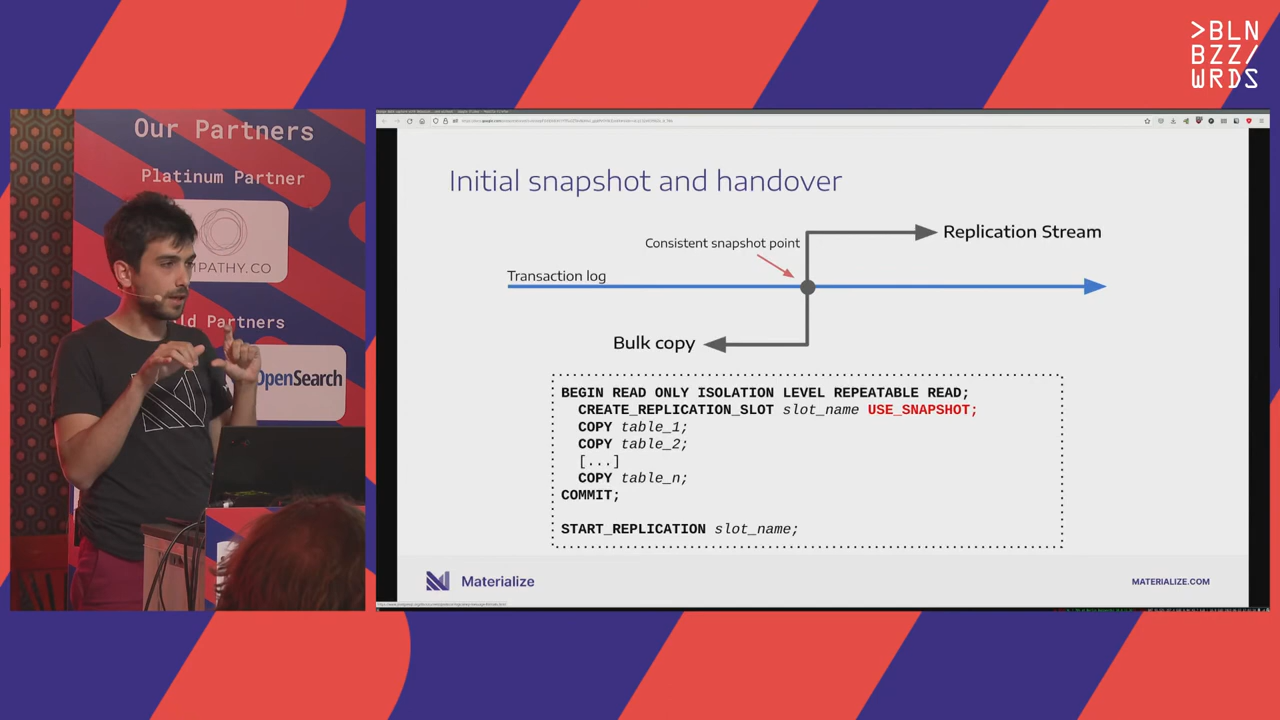 >BLN
BZZ/
WRDS
Our Partners
Platinum Partner
MPATHY.CO
ld Partners
OpenSearch
Initial snapshot and handover
Replication Stream
Consistent snapshot point
Transaction log
Bulk copy
BEGIN READ ONLY ISOLATION LEVEL REPEATABLE READ;
CREATE_REPLICATION_SLOT slot_name USE_SNAPSHOT;
COPY table_1;
COPY table_2;
[...]
COPY table_n;
COMMIT;
START_REPLICATION slot_name;
Materialize
MATERIALIZE.COM